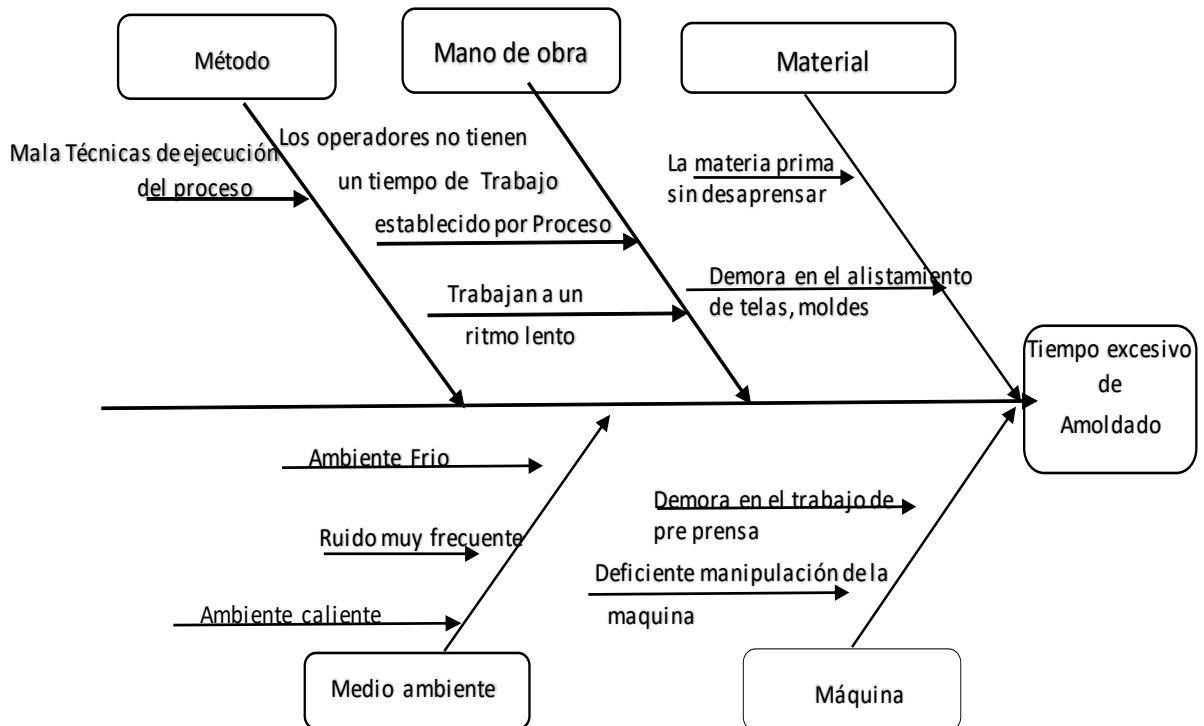 Método
Mano de obra
Material
Mala Técnicas de ejecución
del proceso
Los operadores no tienen
un tiempo de Trabajo
establecido por Proceso
Trabajan a un
ritmo lento
La materia prima
sin desaprensar
Demora en el alistamiento
de telas, moldes
Tiempo excesivo
de
Amoldado
Ambiente Frio
Ruido muy frecuente
Ambiente caliente
Demora en el trabajo de
pre prensa
Deficiente manipulación de la
maquina
Medio ambiente
Máquina